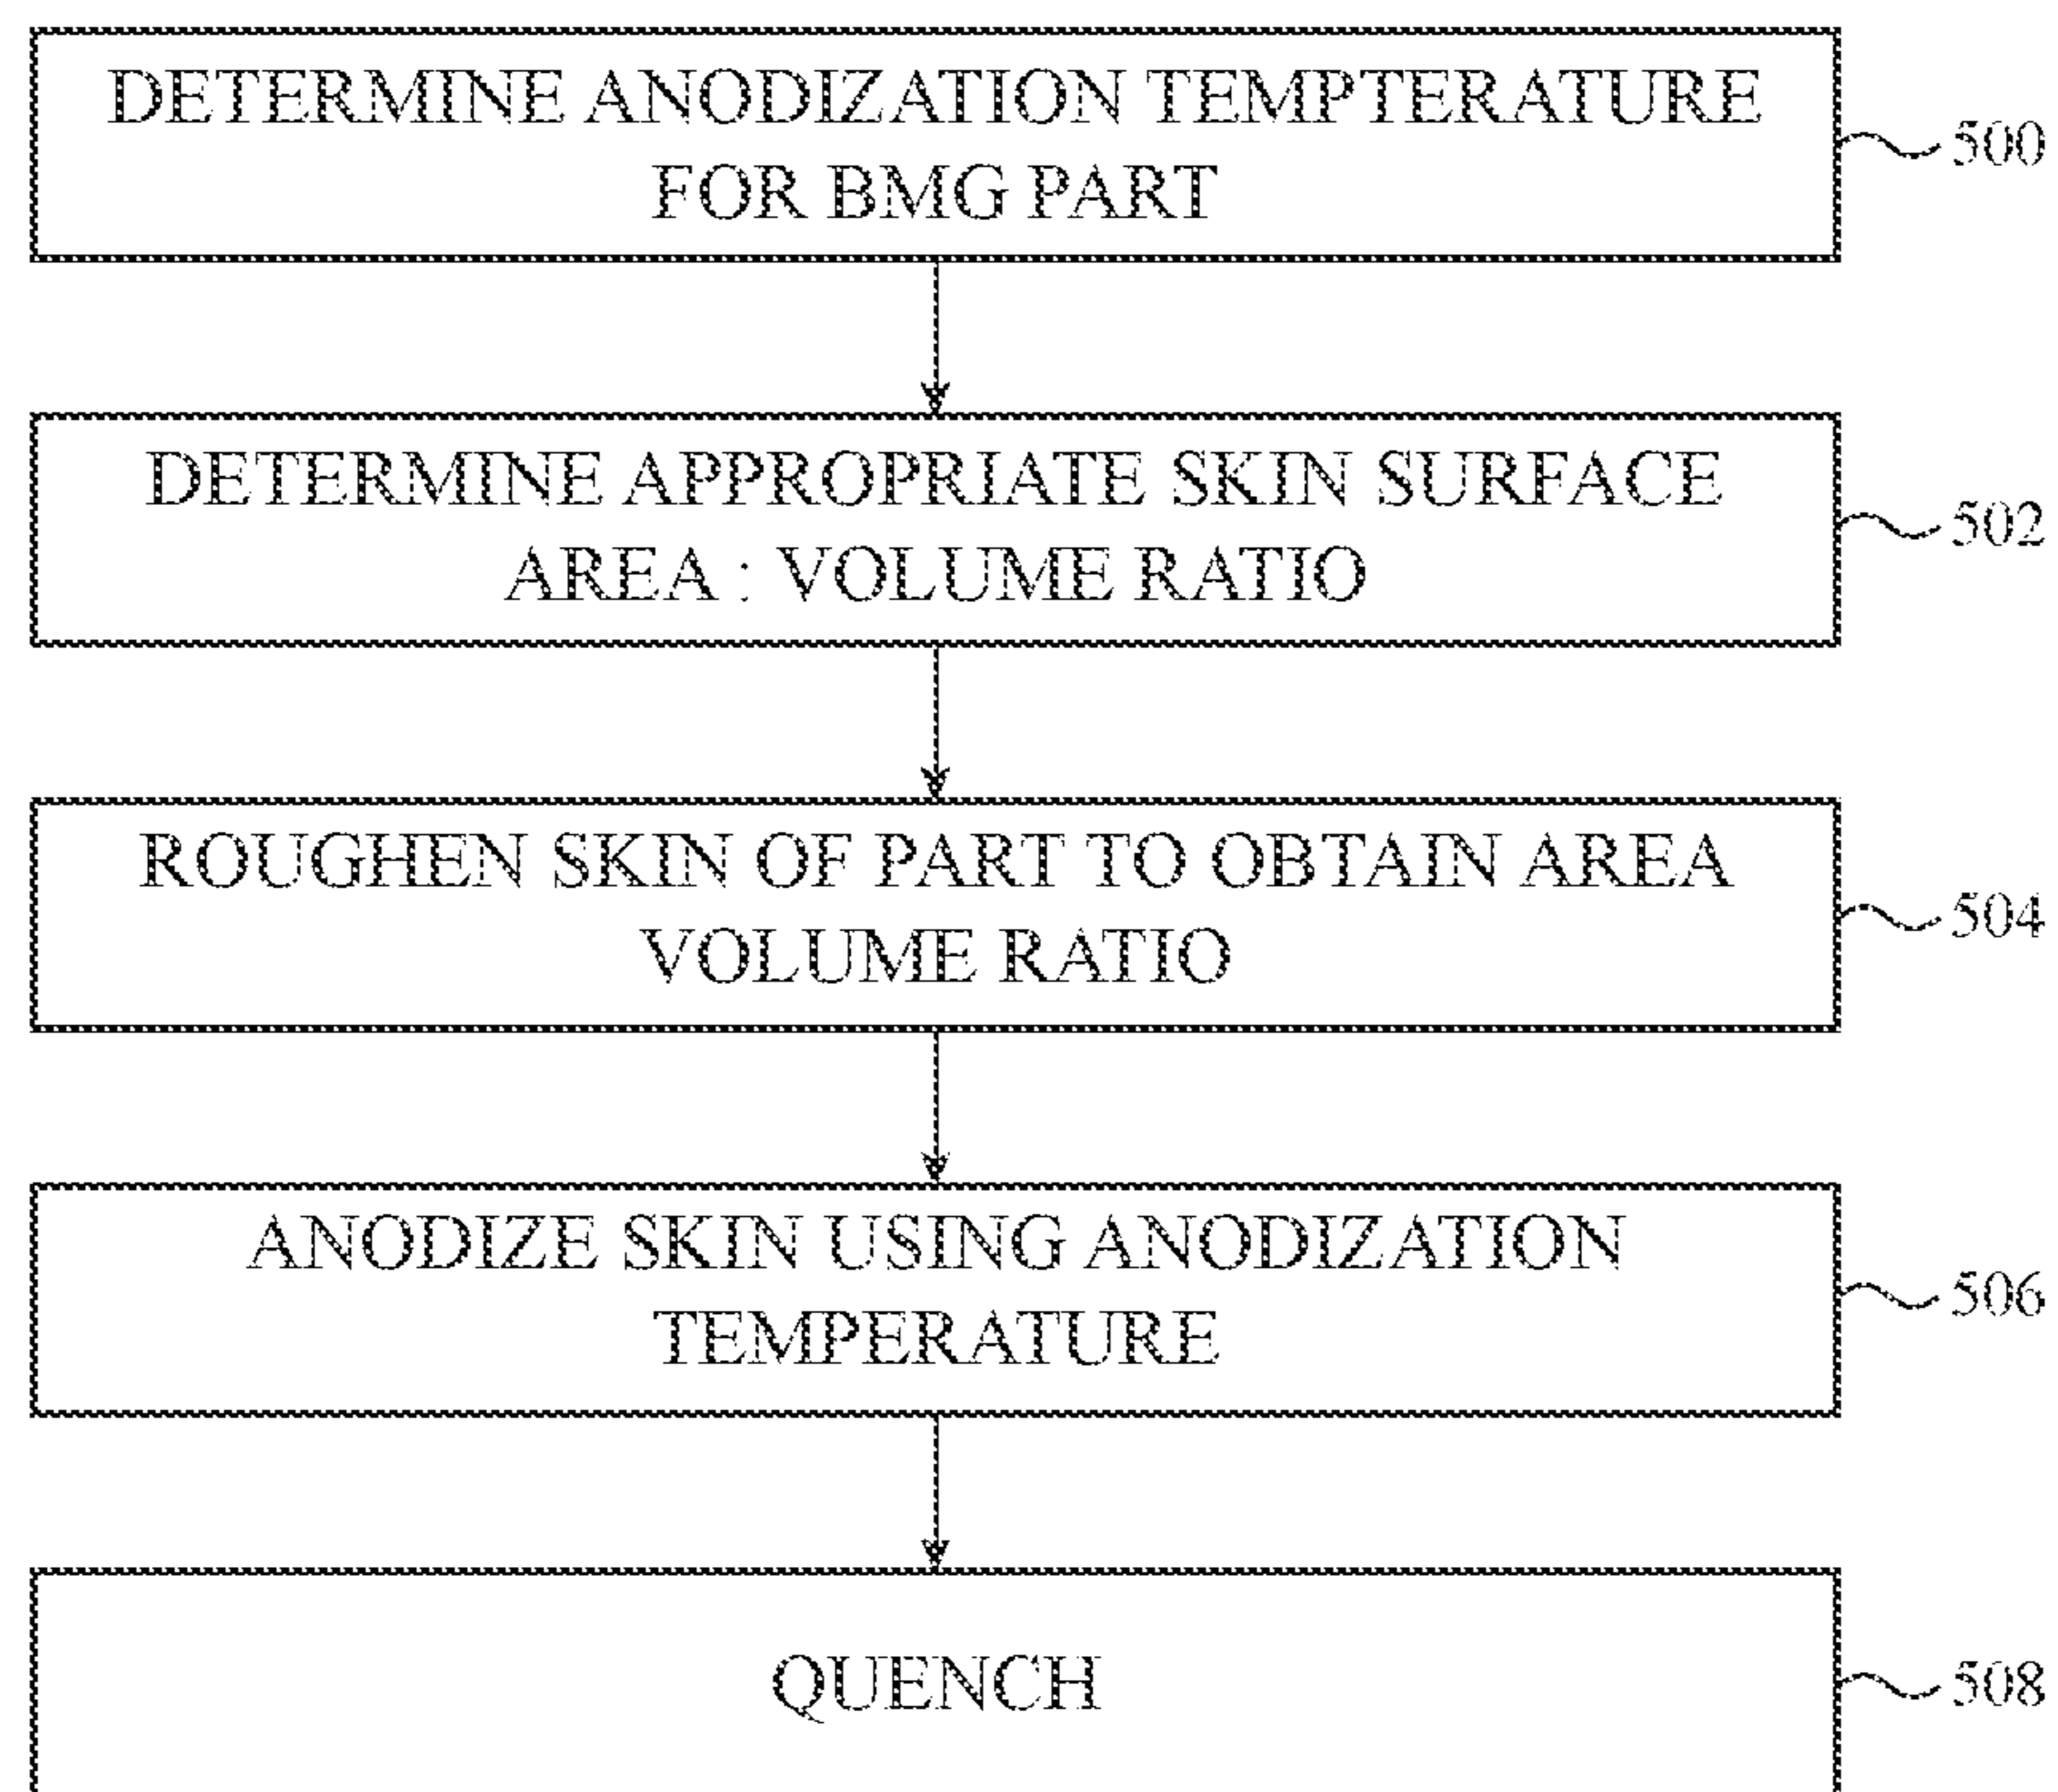 DETERMINE ANODIZATION TEMPTERATURE
FOR BMG PART
500
DETERMINE APPROPRIATE SKIN SURFACE
AREA : VOLUME RATIO
502
ROUGHEN SKIN OF PART TO OBTAIN AREA
VOLUME RATIO
504
ANODIZE SKIN USING ANODIZATION
TEMPERATURE
506
QUENCH
508